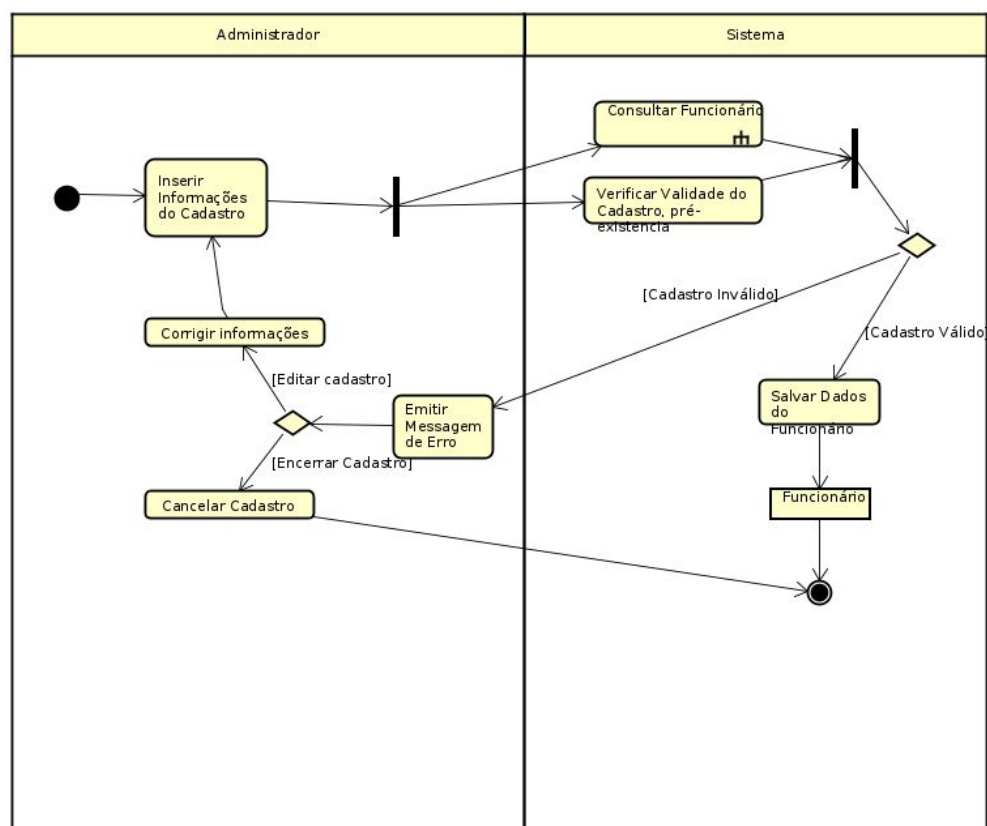 Administrador
Sistema
Consultar Funcionário
Inserir
Informações
do Cadastro
Verificar Validade do
Cadastro, pré-
existencia
[Cadastro Inválido]
[Cadastro Válido]
Corrigir informações
[Editar cadastro]
Emitir
Messagem
de Erro
Salvar Dados
do
Funcionário
[Encerrar Cadastro]
Cancelar Cadastro
Funcionário